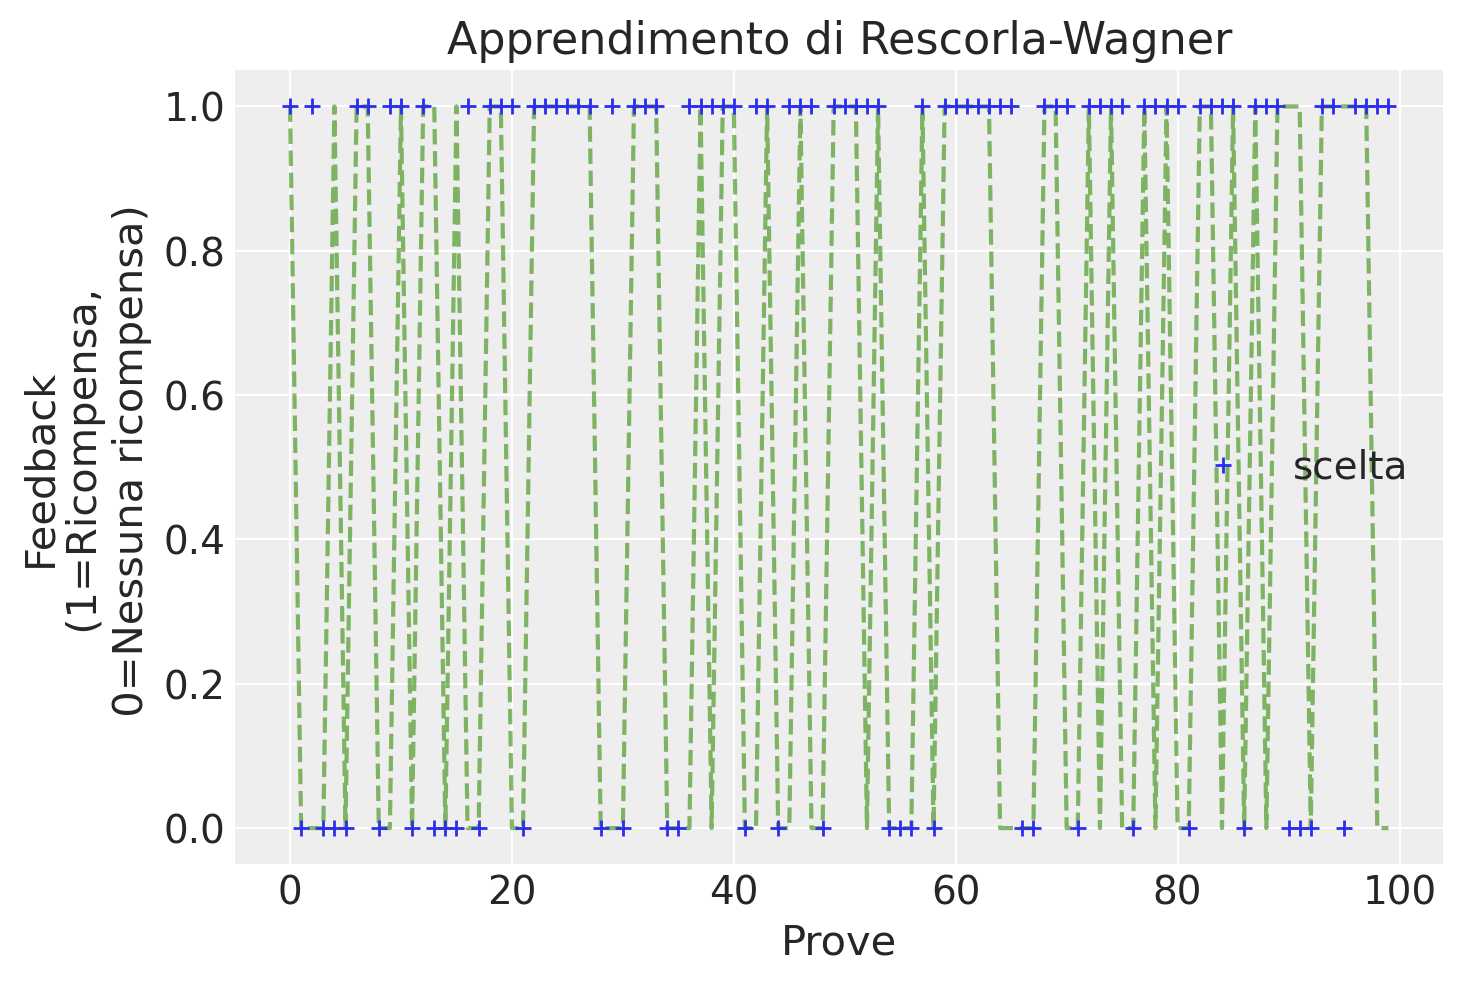 Apprendimento di Rescorla-Wagner
Feedback
(1=Ricompensa,
0=Nessuna ricompensa)
1.0
0.8
0.6
0.4
0.2
0.0
scelta
0 20 40 60 80 100
Prove